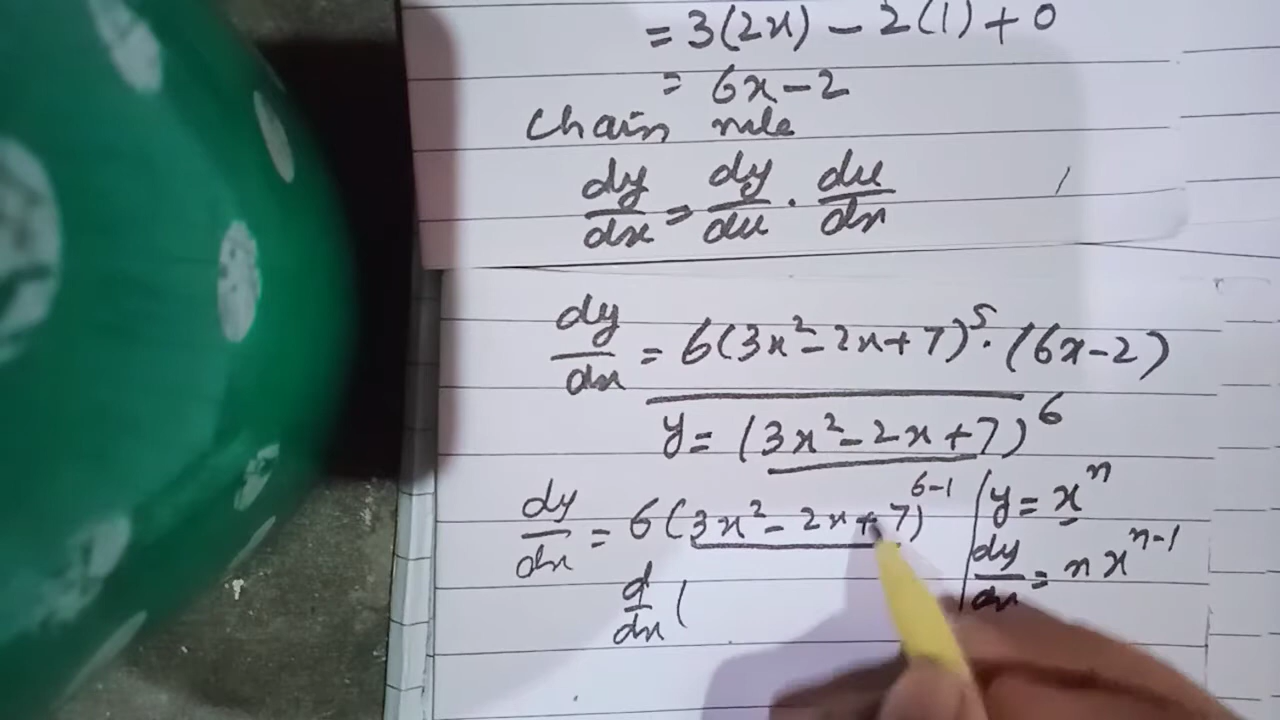 = 3(2x) - 2(1) + 0
= 6x-2
Chain rule
dy/dx = dy/du . du/dx
dy/dx = 6(3x²-2x+7)⁵. (6x-2)
y = (3x²-2x+7)⁶
dy/dx = 6(3x²-2x+7)⁶⁻¹
d/dx (
y = xⁿ
dy/dx = n xⁿ⁻¹